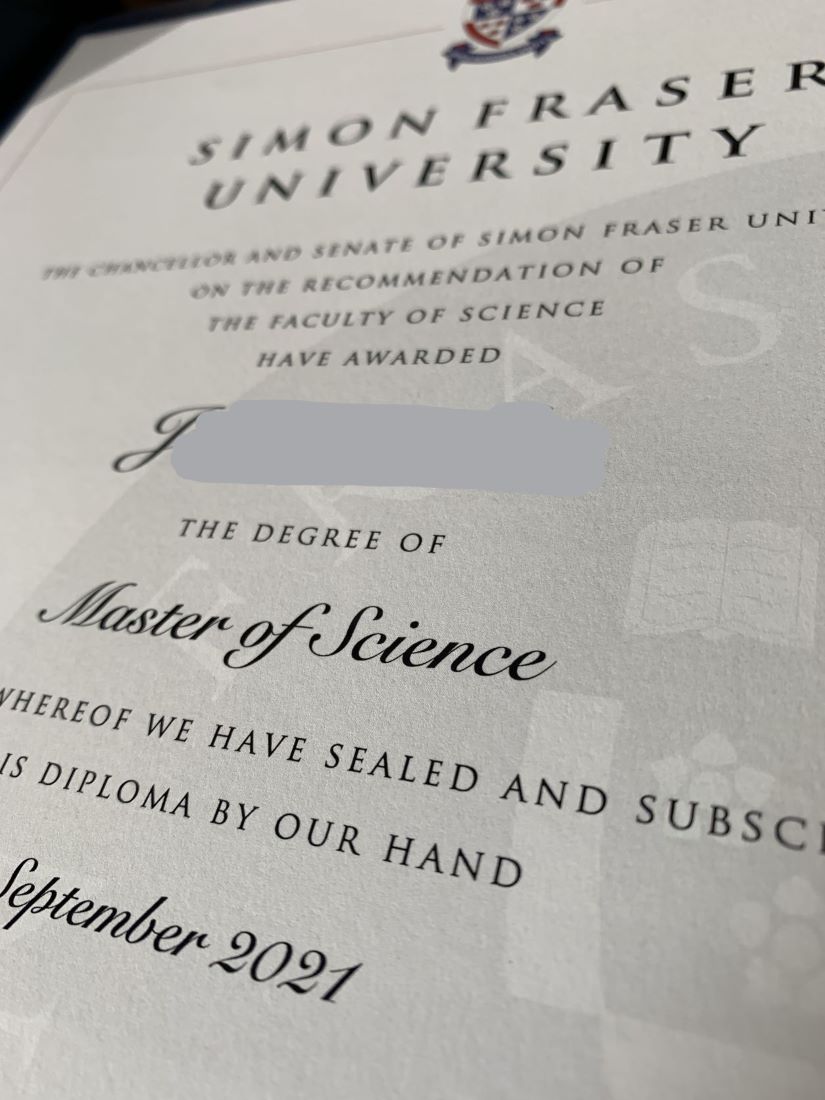 SIMON FRASER
UNIVERSITY
THE CHANCELLOR AND SENATE OF SIMON FRASER UNI
ON THE RECOMMENDATION OF
THE FACULTY OF SCIENCE
HAVE AWARDED
J
THE DEGREE OF
Master of Science
WHEREOF WE HAVE SEALED AND SUBSC
IS DIPLOMA BY OUR HAND
September 2021